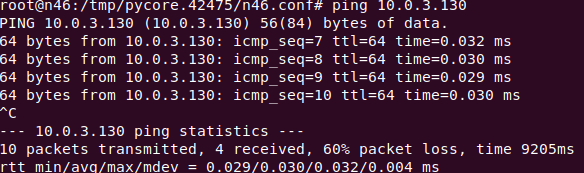 root@n46:/tmp/pycore.42475/n46.conf# ping 10.0.3.130
PING 10.0.3.130 (10.0.3.130) 56(84) bytes of data.
64 bytes from 10.0.3.130: icmp_seq=7 ttl=64 time=0.032 ms
64 bytes from 10.0.3.130: icmp_seq=8 ttl=64 time=0.030 ms
64 bytes from 10.0.3.130: icmp_seq=9 ttl=64 time=0.029 ms
64 bytes from 10.0.3.130: icmp_seq=10 ttl=64 time=0.030 ms
^C
--- 10.0.3.130 ping statistics ---
10 packets transmitted, 4 received, 60% packet loss, time 9205ms
rtt min/avg/max/mdev = 0.029/0.030/0.032/0.004 ms